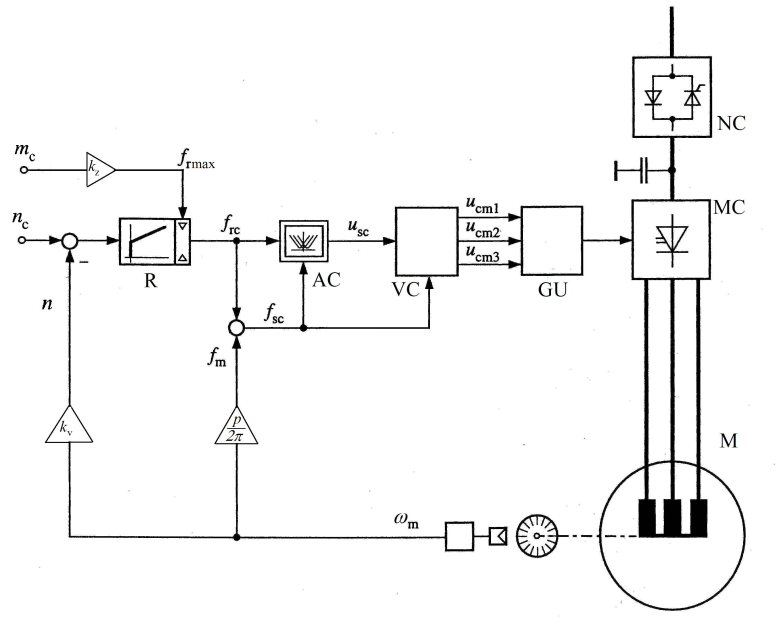 NC
m_c
k_z
f_rmax
MC
n_c
f_rc
u_sc
u_cm1
u_cm2
u_cm3
−
R
AC
VC
GU
n
f_sc
f_m
k_v
p/2π
M
ω_m